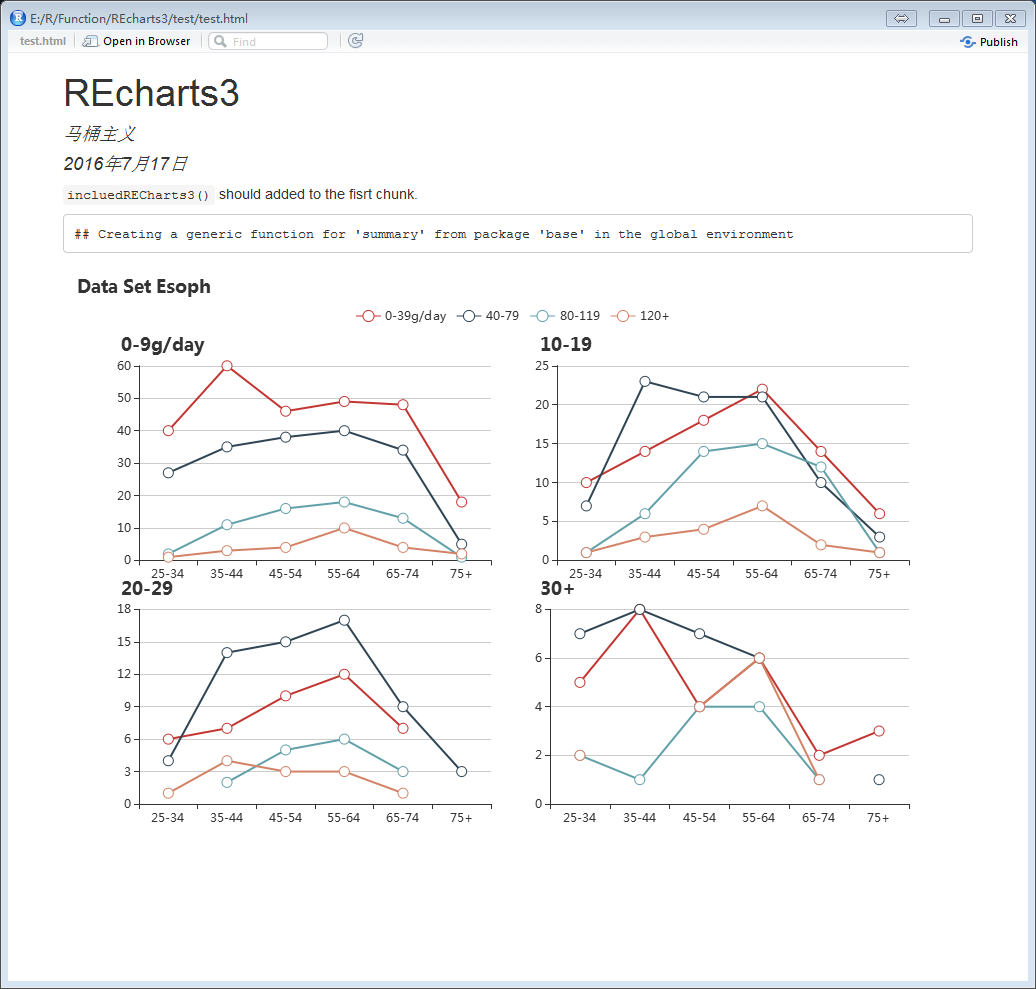 E:/R/Function/REcharts3/test/test.html
test.html Open in Browser Find Publish
REcharts3
马桶主义
2016年7月17日
incluedRECharts3() should added to the fisrt chunk.
## Creating a generic function for 'summary' from package 'base' in the global environment
Data Set Esoph
0-39g/day 40-79 80-119 120+
0-9g/day
60
50
40
30
20
10
0
25-34 35-44 45-54 55-64 65-74 75+
10-19
25
20
15
10
5
0
25-34 35-44 45-54 55-64 65-74 75+
20-29
18
15
12
9
6
3
0
25-34 35-44 45-54 55-64 65-74 75+
30+
8
6
4
2
0
25-34 35-44 45-54 55-64 65-74 75+